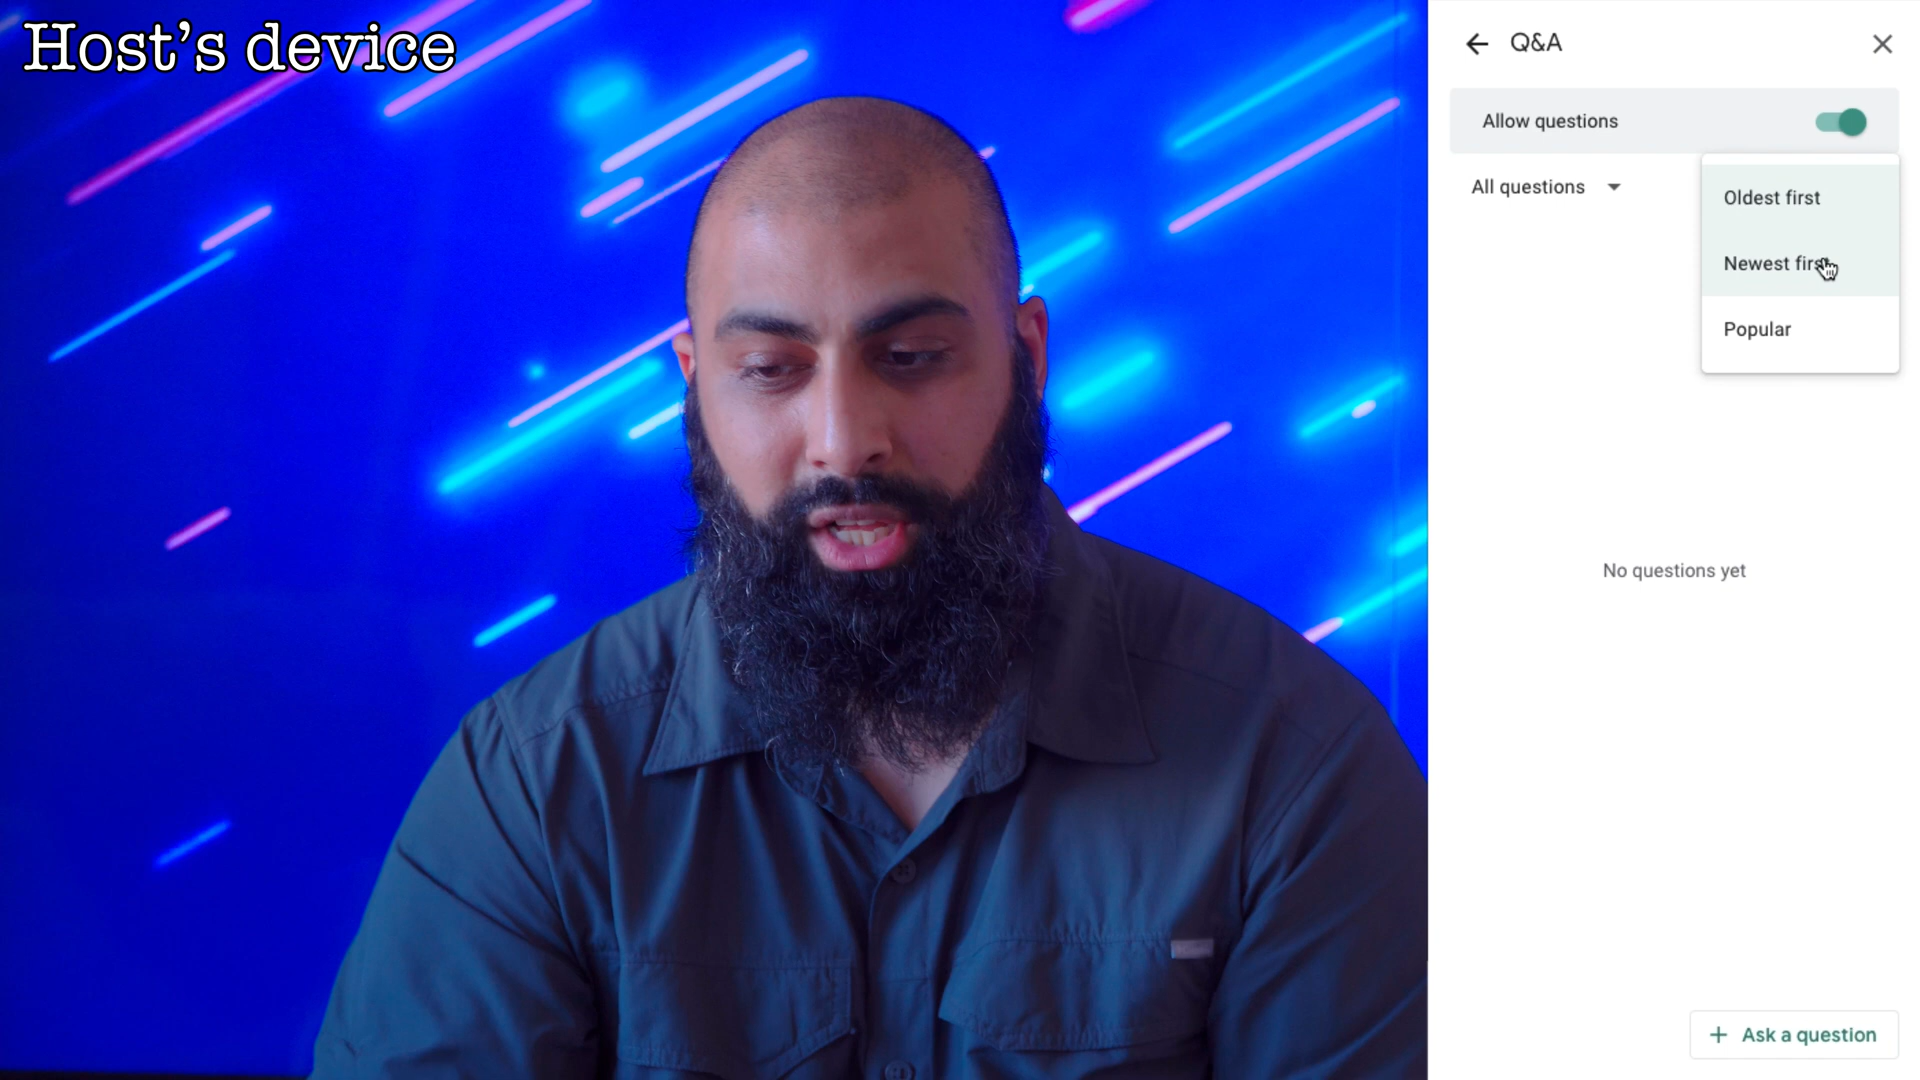 Host's device
Q&A
Allow questions
All questions
Oldest first
Newest first
Popular
No questions yet
+ Ask a question